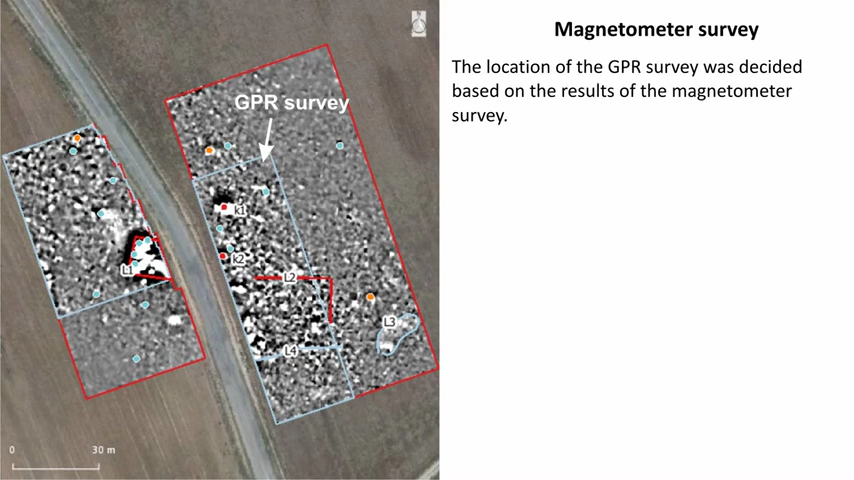 Magnetometer survey
The location of the GPR survey was decided
based on the results of the magnetometer
survey.
GPR survey
k1
k2
L1
L2
L3
L4
0 30 m